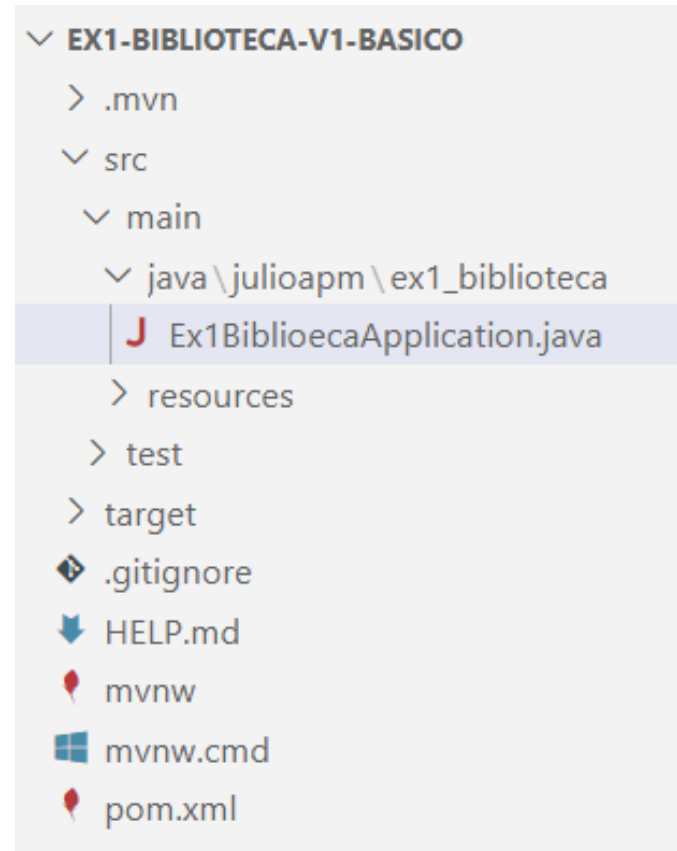 EX1-BIBLIOTECA-V1-BASICO
.mvn
src
main
java\julioapm\ex1_biblioteca
J Ex1BiblioecaApplication.java
resources
test
target
.gitignore
HELP.md
mvnw
mvnw.cmd
pom.xml